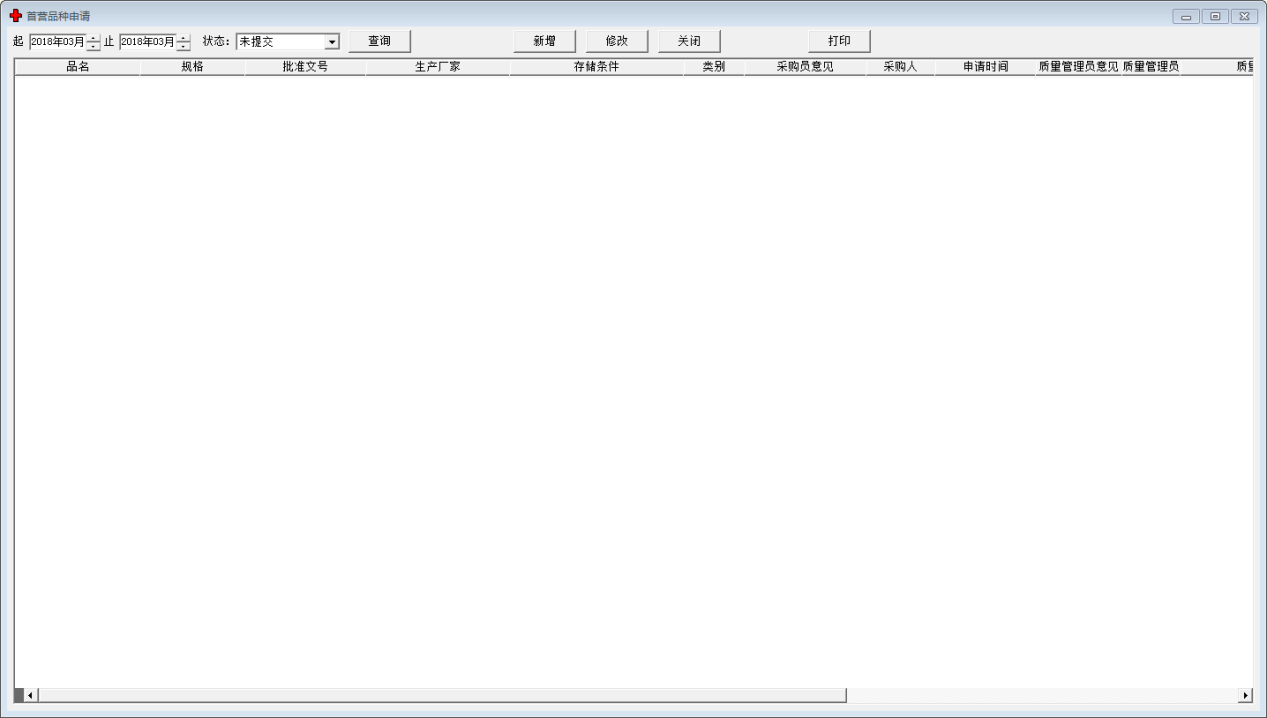 首营品种申请
起 2018年03月 止 2018年03月 状态: 未提交 查询 新增 修改 关闭 打印
品名 规格 批准文号 生产厂家 存储条件 类别 采购员意见 采购人 申请时间 质量管理员意见 质量管理员 质量